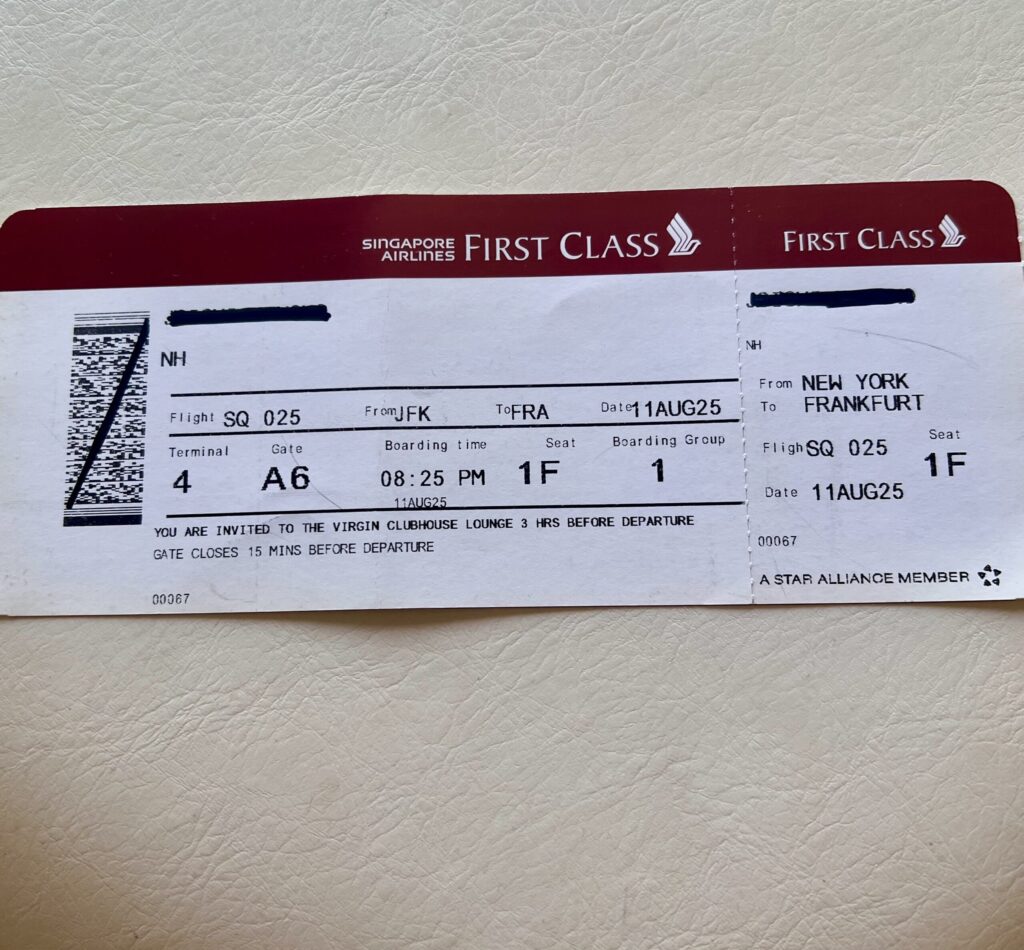 SINGAPORE AIRLINES FIRST CLASS
NH
Flight SQ 025 From JFK To FRA Date 11AUG25
Terminal Gate Boarding time Seat Boarding Group
4 A6 08:25 PM 1F 1
11AUG25
YOU ARE INVITED TO THE VIRGIN CLUBHOUSE LOUNGE 3 HRS BEFORE DEPARTURE
GATE CLOSES 15 MINS BEFORE DEPARTURE
00067
FIRST CLASS
NH
From NEW YORK
To FRANKFURT
Fligh SQ 025
Seat
1F
Date 11AUG25
00067
A STAR ALLIANCE MEMBER